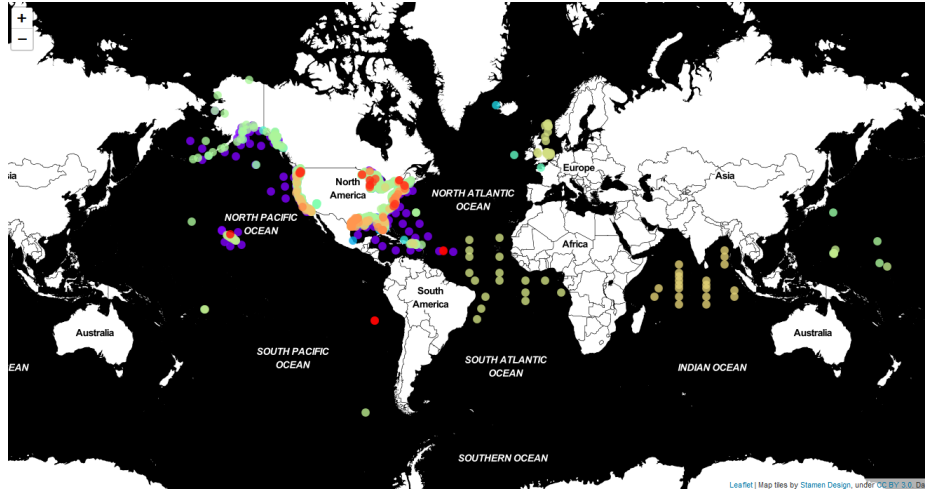 +
−
sia
North
America
NORTH ATLANTIC
OCEAN
Europe
Asia
NORTH PACIFIC
OCEAN
Africa
South
America
Australia
Australia
EAN
SOUTH PACIFIC
OCEAN
SOUTH ATLANTIC
OCEAN
INDIAN OCEAN
SOUTHERN OCEAN
Leaflet | Map tiles by Stamen Design, under CC BY 3.0. Da